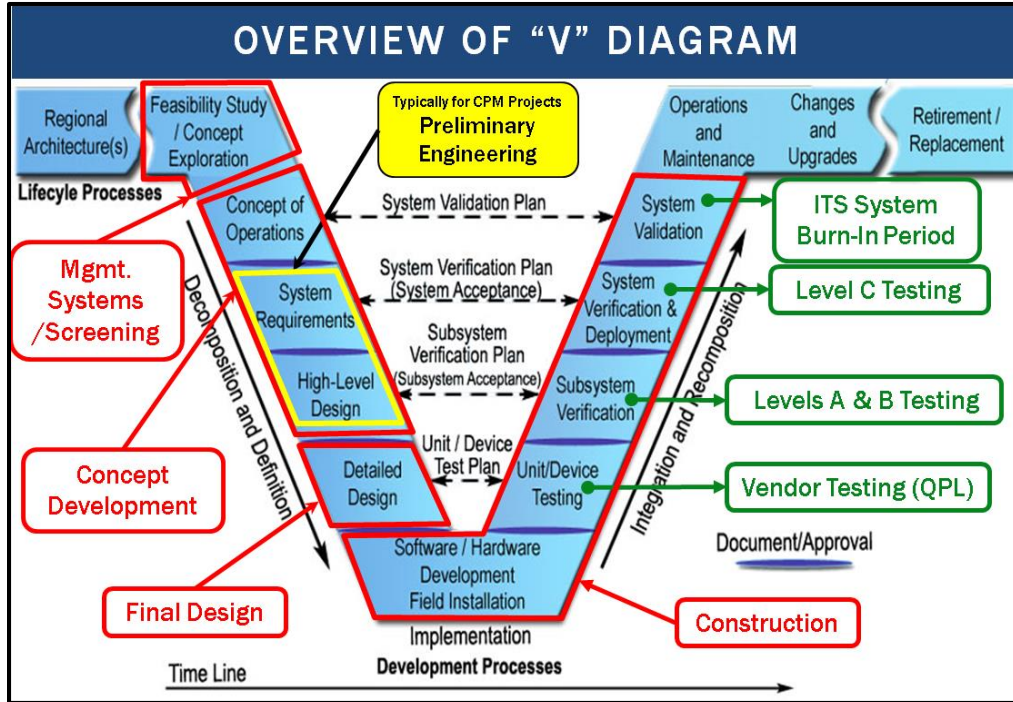 OVERVIEW OF “V” DIAGRAM
Regional
Architecture(s)
Feasibility Study
/ Concept
Exploration
Typically for CPM Projects
Preliminary
Engineering
Operations
and
Maintenance
Changes
and
Upgrades
Retirement /
Replacement
Lifecyle Processes
Concept of
Operations
System Validation Plan
System
Validation
ITS System
Burn-In Period
Mgmt.
Systems
/Screening
System
Requirements
System Verification Plan
(System Acceptance)
System
Verification &
Deployment
Level C Testing
Decomposition and Definition
High-Level
Design
Subsystem
Verification Plan
(Subsystem Acceptance)
Subsystem
Verification
Levels A & B Testing
Integration and Recomposition
Concept
Development
Detailed
Design
Unit / Device
Test Plan
Unit/Device
Testing
Vendor Testing (QPL)
Document/Approval
Software / Hardware
Development
Field Installation
Final Design
Construction
Implementation
Development Processes
Time Line